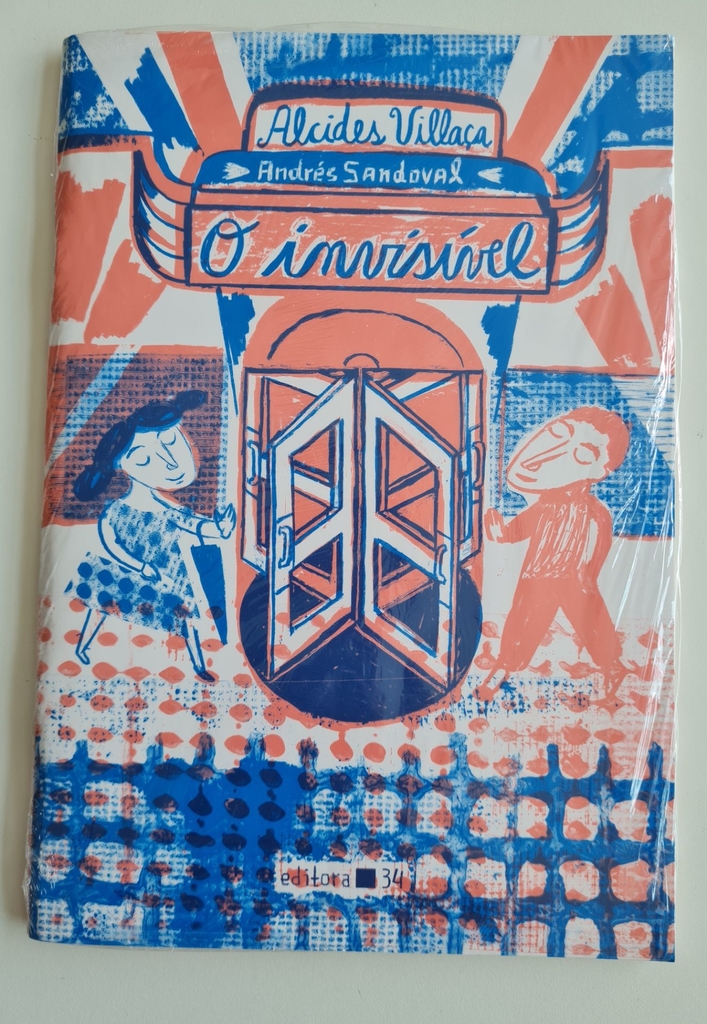 Alcides Villaça
Andrés Sandoval
O invisível
editora 34